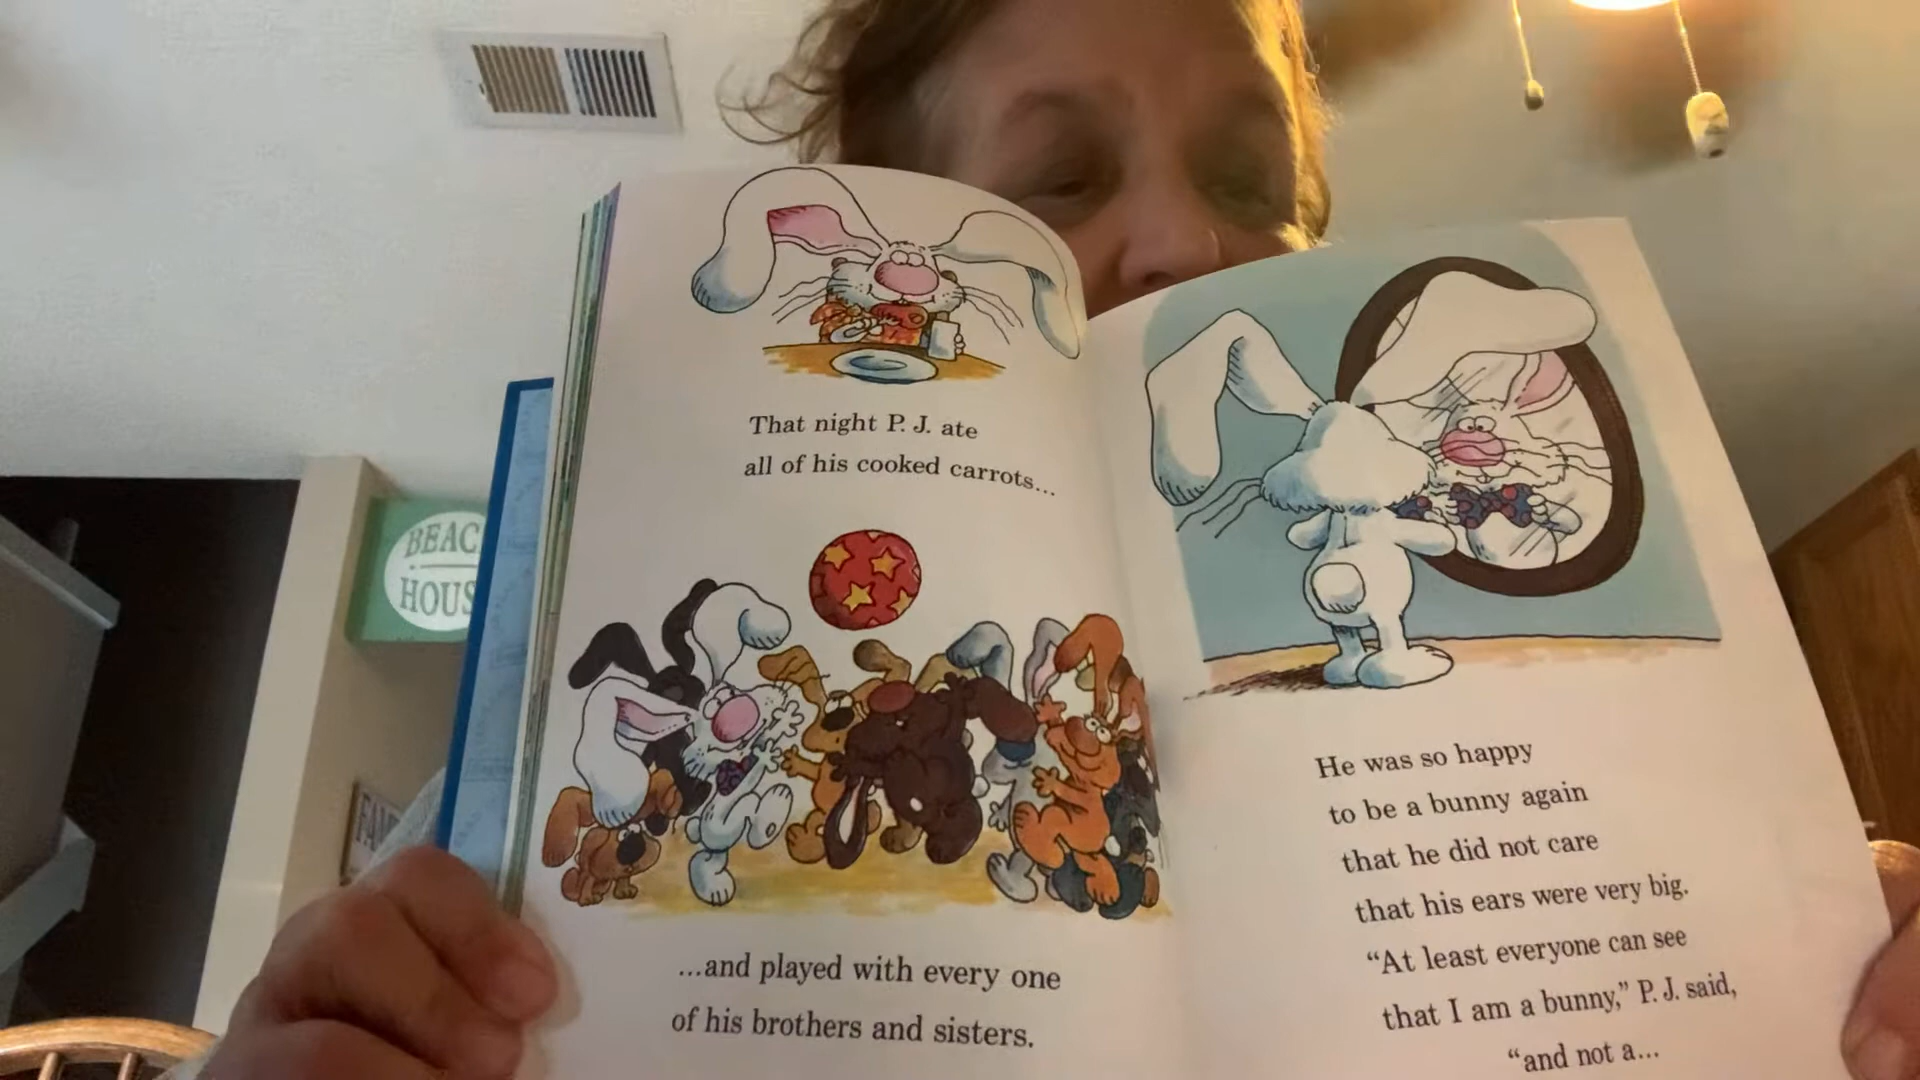 BEAC
HOUS
That night P. J. ate
all of his cooked carrots...
...and played with every one
of his brothers and sisters.
He was so happy
to be a bunny again
that he did not care
that his ears were very big.
“At least everyone can see
that I am a bunny,” P. J. said,
“and not a...